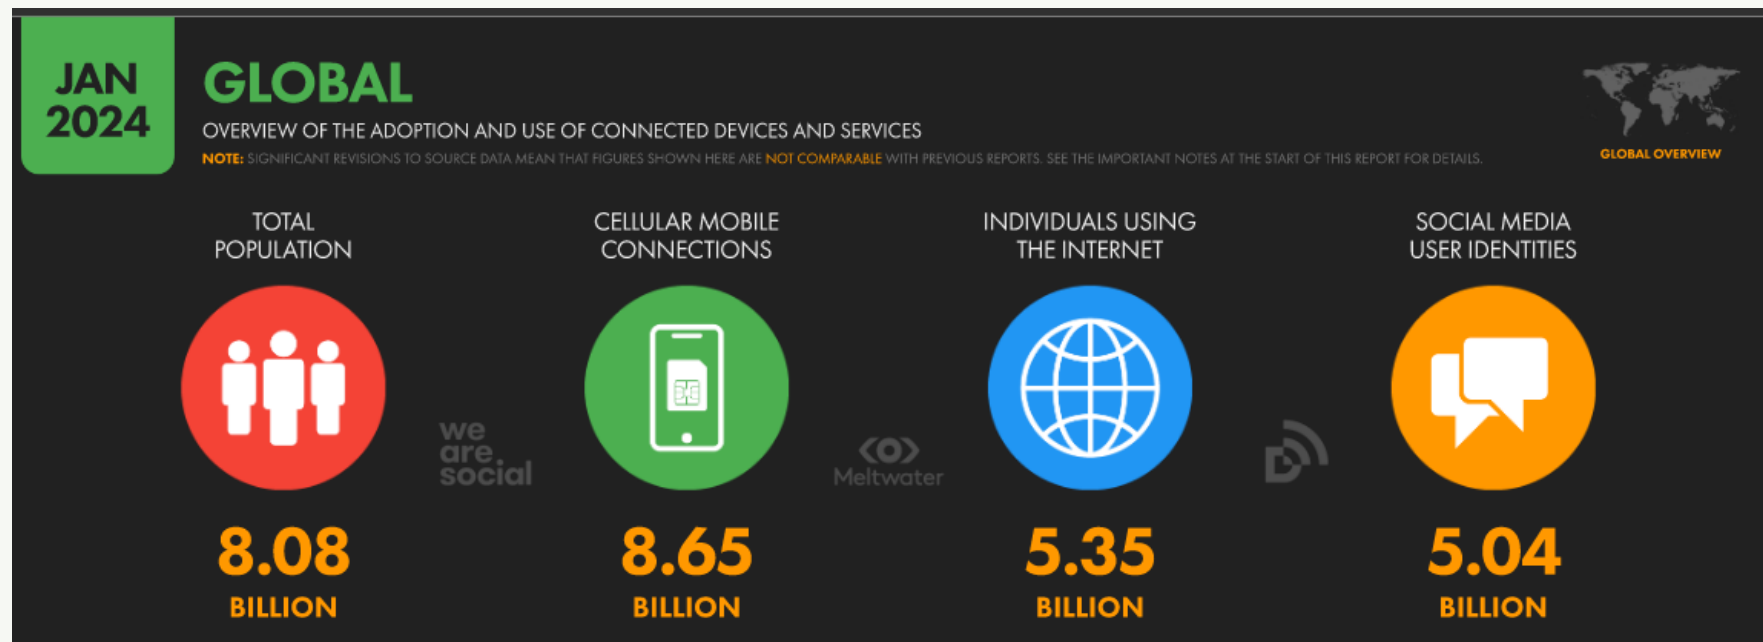 JAN
2024
GLOBAL
OVERVIEW OF THE ADOPTION AND USE OF CONNECTED DEVICES AND SERVICES
NOTE: SIGNIFICANT REVISIONS TO SOURCE DATA MEAN THAT FIGURES SHOWN HERE ARE NOT COMPARABLE WITH PREVIOUS REPORTS. SEE THE IMPORTANT NOTES AT THE START OF THIS REPORT FOR DETAILS.
GLOBAL OVERVIEW
TOTAL
POPULATION
CELLULAR MOBILE
CONNECTIONS
INDIVIDUALS USING
THE INTERNET
SOCIAL MEDIA
USER IDENTITIES
we
are
social
Meltwater
8.08
BILLION
8.65
BILLION
5.35
BILLION
5.04
BILLION